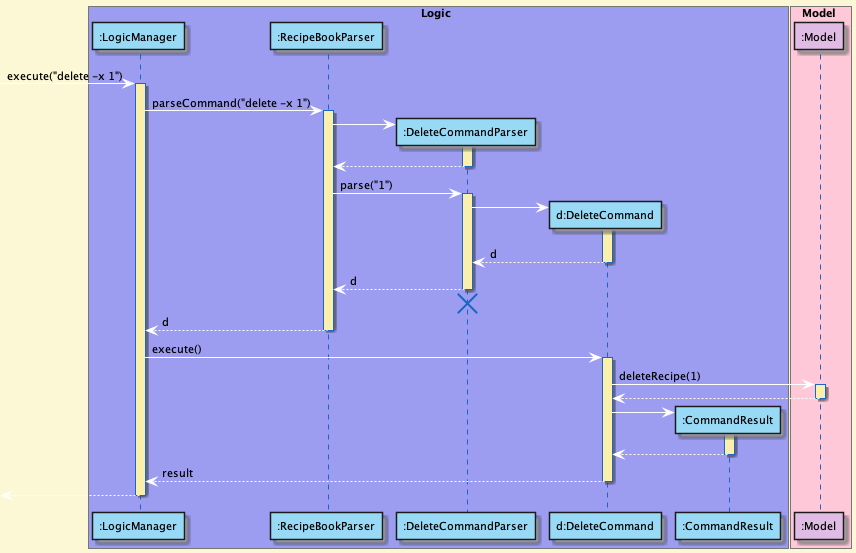 Logic
Model
:LogicManager
:RecipeBookParser
:Model
execute("delete -x 1")
parseCommand("delete -x 1")
:DeleteCommandParser
parse("1")
d:DeleteCommand
d
d
d
execute()
deleteRecipe(1)
:CommandResult
result
:LogicManager
:RecipeBookParser
:DeleteCommandParser
d:DeleteCommand
:CommandResult
:Model